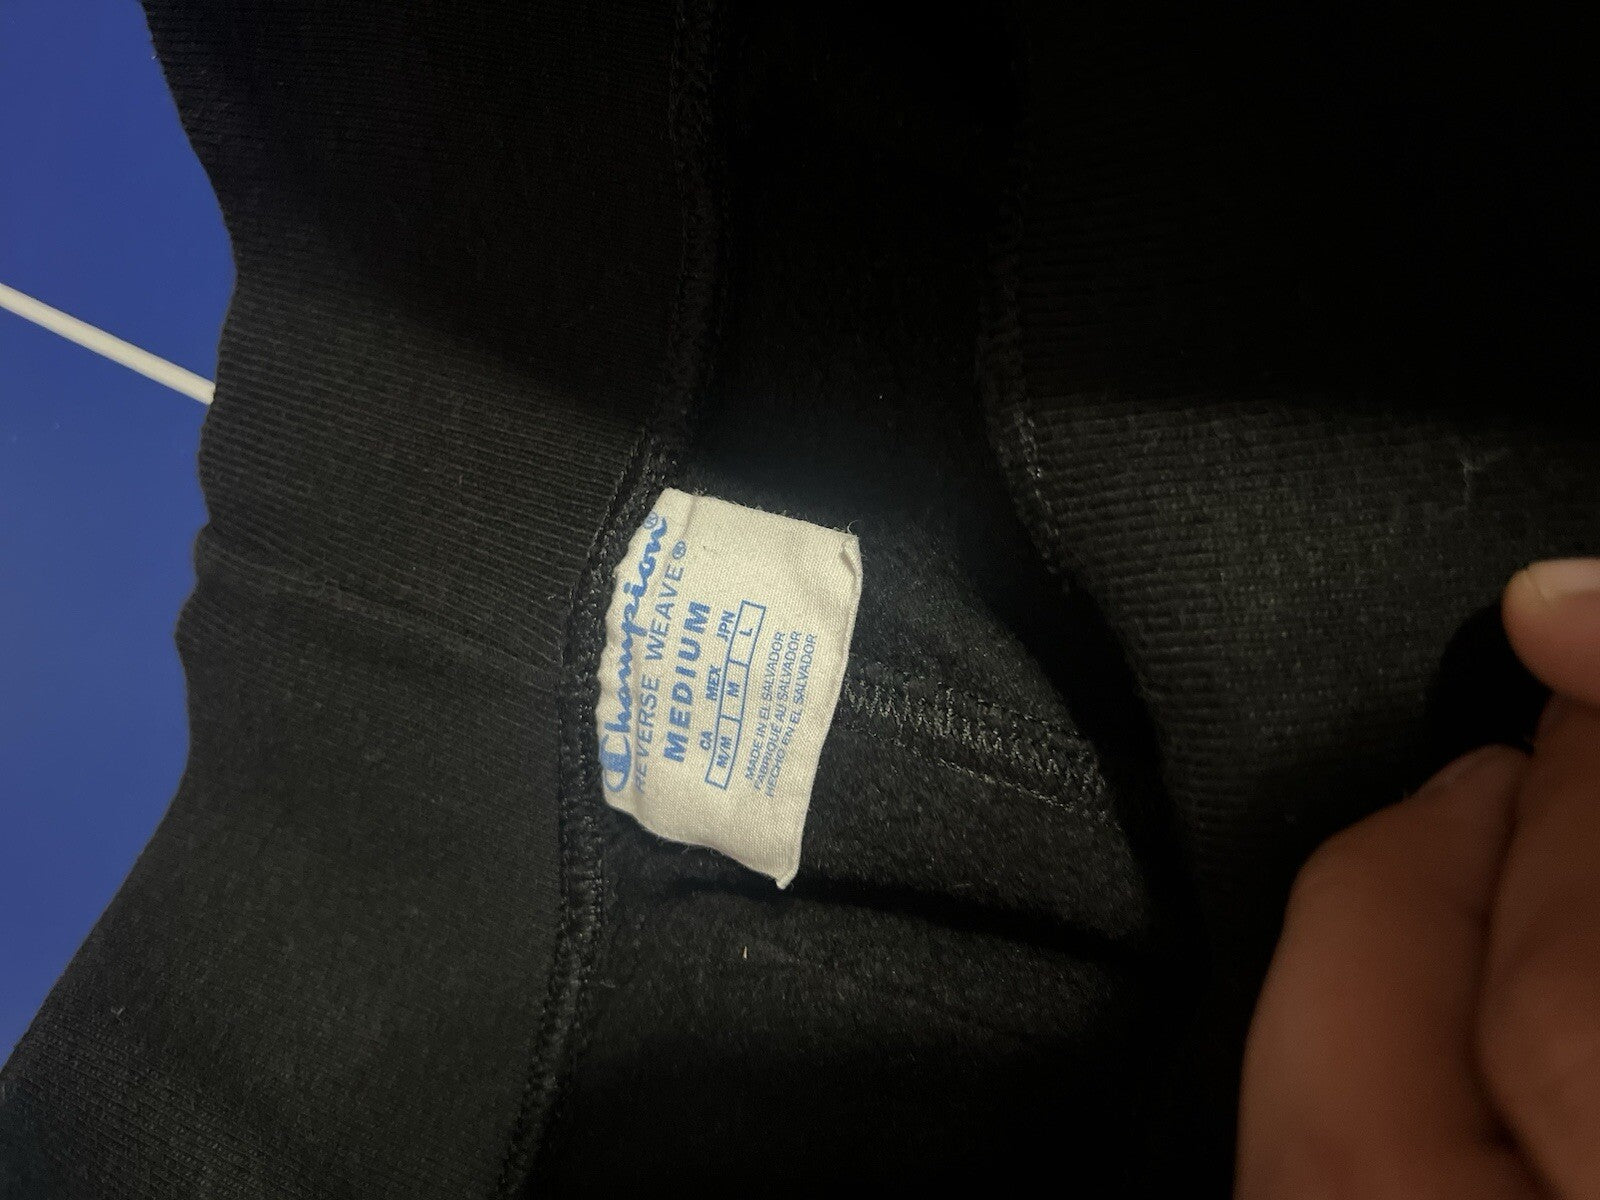 Champion®
REVERSE WEAVE®
MEDIUM
CA MEX JPN
M/M M L
MADE IN EL SALVADOR
FABRIQUÉ AU SALVADOR
HECHO EN EL SALVADOR